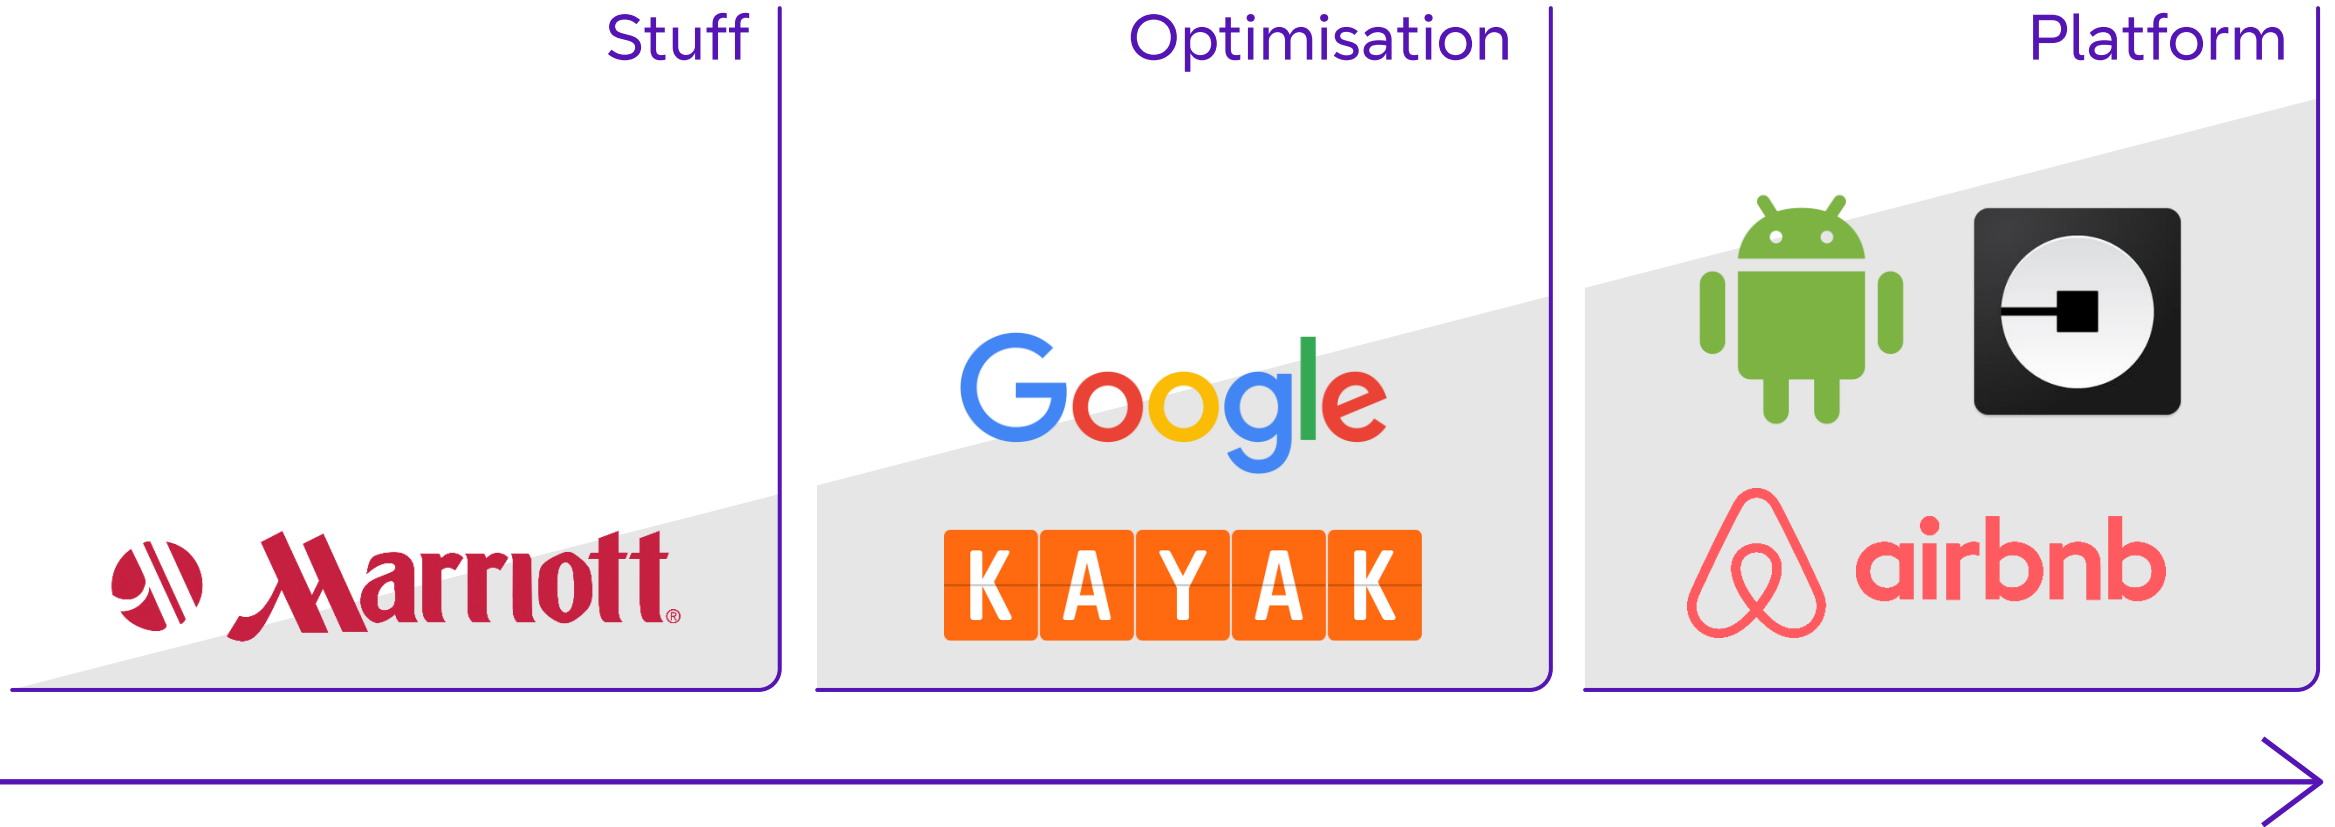 Stuff
Optimisation
Platform
Marriott®
Google
KAYAK
airbnb